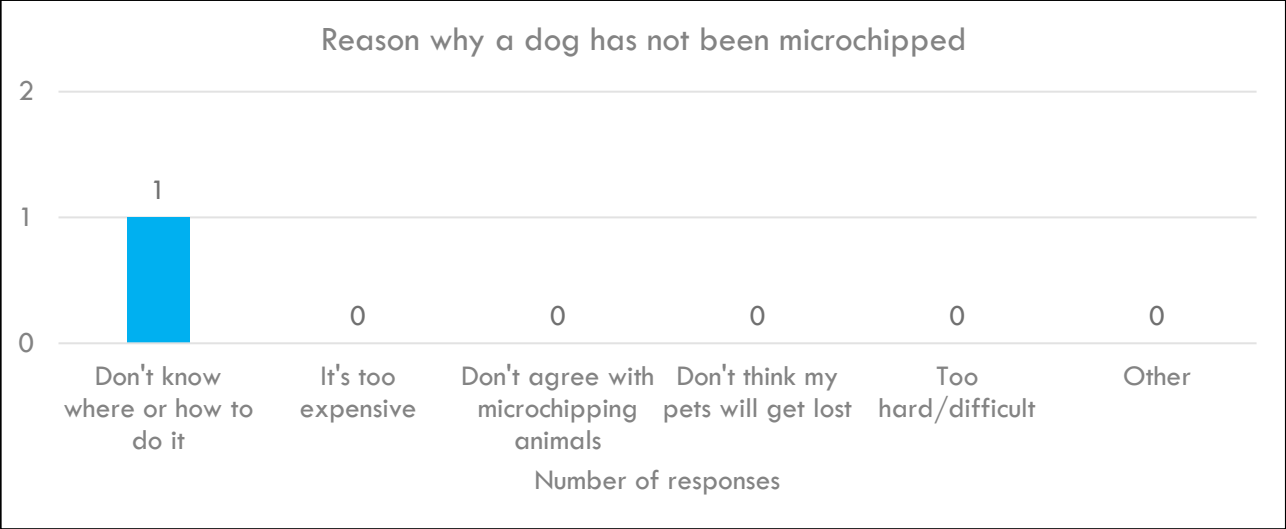 Reason why a dog has not been microchipped
2
1
0
1
0
0
0
0
0
Don't know
where or how to
do it
It's too
expensive
Don't agree with
microchipping
animals
Don't think my
pets will get lost
Too
hard/difficult
Other
Number of responses